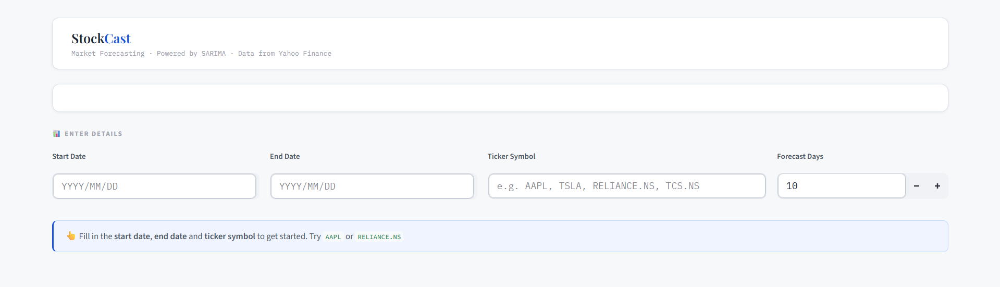 StockCast
Market Forecasting · Powered by SARIMA · Data from Yahoo Finance
ENTER DETAILS
Start Date
End Date
Ticker Symbol
Forecast Days
YYYY/MM/DD
YYYY/MM/DD
e.g. AAPL, TSLA, RELIANCE.NS, TCS.NS
10
− +
👆 Fill in the start date, end date and ticker symbol to get started. Try AAPL or RELIANCE.NS